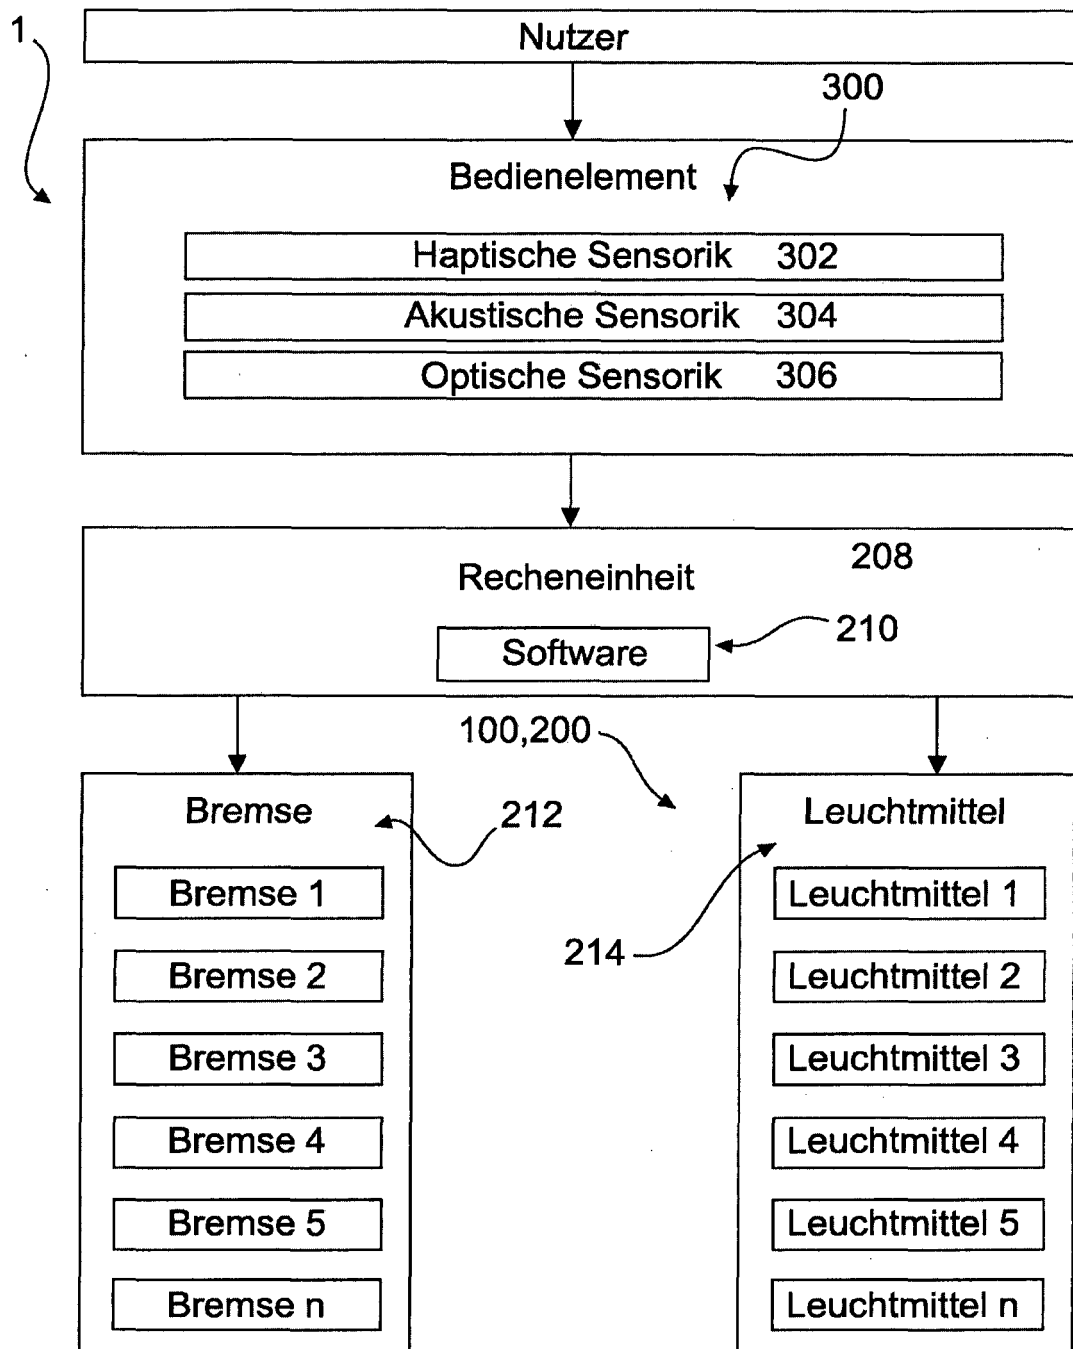 1
Nutzer
300
Bedienelement
Haptische Sensorik 302
Akustische Sensorik 304
Optische Sensorik 306
208
Recheneinheit
210
Software
100,200
Bremse
212
Bremse 1
Bremse 2
Bremse 3
Bremse 4
Bremse 5
Bremse n
Leuchtmittel
214
Leuchtmittel 1
Leuchtmittel 2
Leuchtmittel 3
Leuchtmittel 4
Leuchtmittel 5
Leuchtmittel n